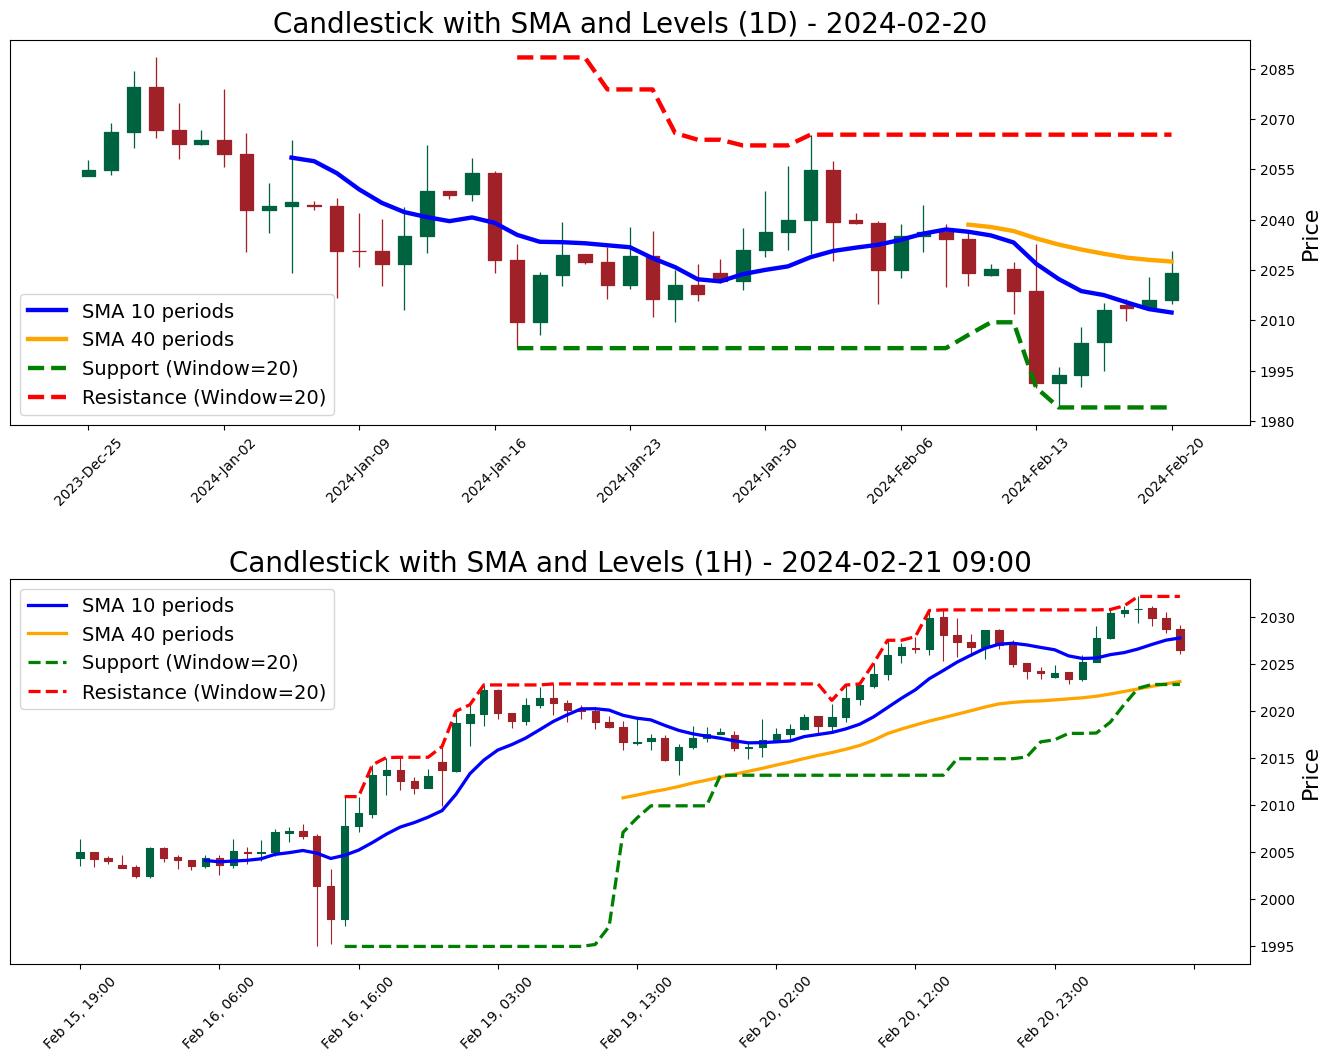 Candlestick with SMA and Levels (1D) - 2024-02-20
2085
2070
2055
2040
2025
2010
1995
1980
Price
SMA 10 periods
SMA 40 periods
Support (Window=20)
Resistance (Window=20)
2023-Dec-25
2024-Jan-02
2024-Jan-09
2024-Jan-16
2024-Jan-23
2024-Jan-30
2024-Feb-06
2024-Feb-13
2024-Feb-20
Candlestick with SMA and Levels (1H) - 2024-02-21 09:00
SMA 10 periods
SMA 40 periods
Support (Window=20)
Resistance (Window=20)
2030
2025
2020
2015
2010
2005
2000
1995
Price
Feb 15, 19:00
Feb 16, 06:00
Feb 16, 16:00
Feb 19, 03:00
Feb 19, 13:00
Feb 20, 02:00
Feb 20, 12:00
Feb 20, 23:00